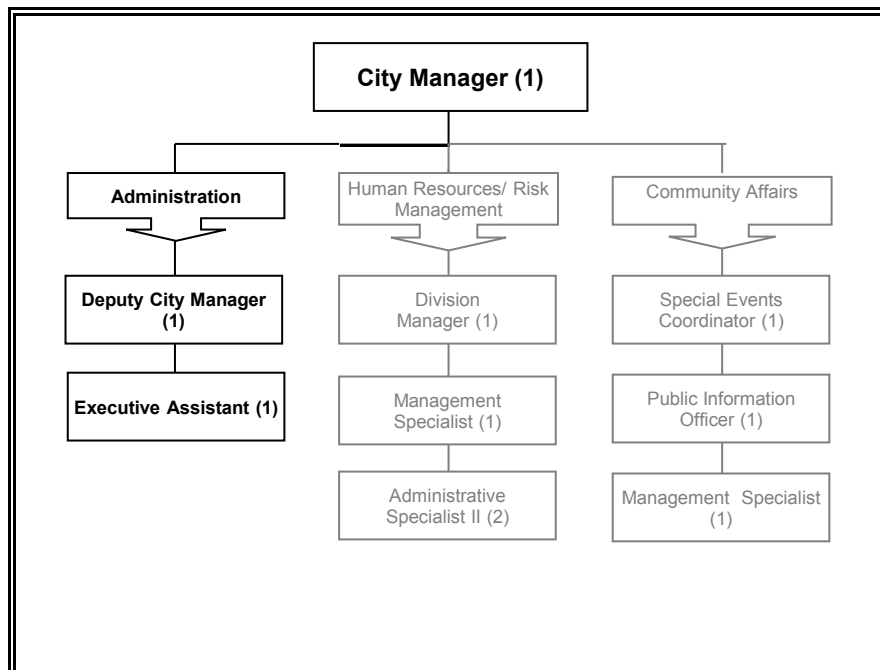 City Manager (1)
Administration
Human Resources/ Risk
Management
Community Affairs
Deputy City Manager
(1)
Division
Manager (1)
Special Events
Coordinator (1)
Executive Assistant (1)
Management
Specialist (1)
Public Information
Officer (1)
Administrative
Specialist II (2)
Management Specialist
(1)